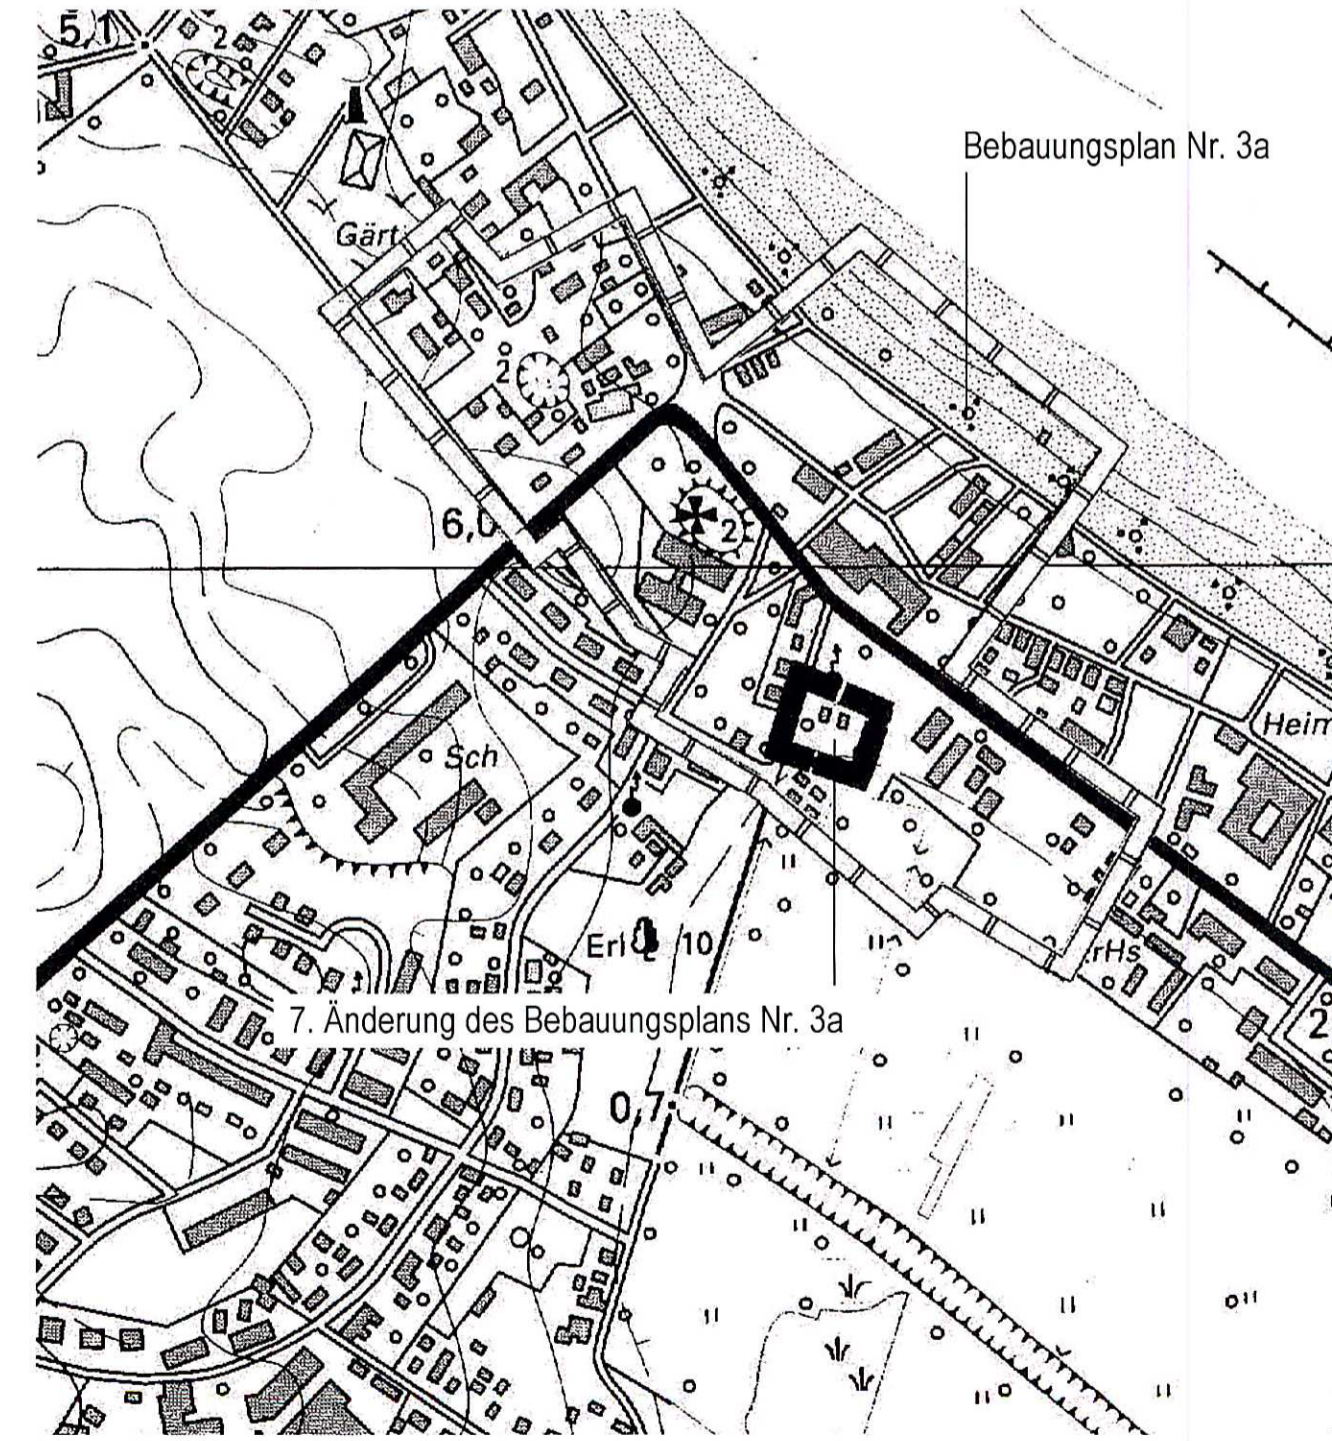 5,1
2
Bebauungsplan Nr. 3a
Gärt
2
6,0
2
Heim
Sch
Erl 10
rHs
7. Änderung des Bebauungsplans Nr. 3a
2
0,7